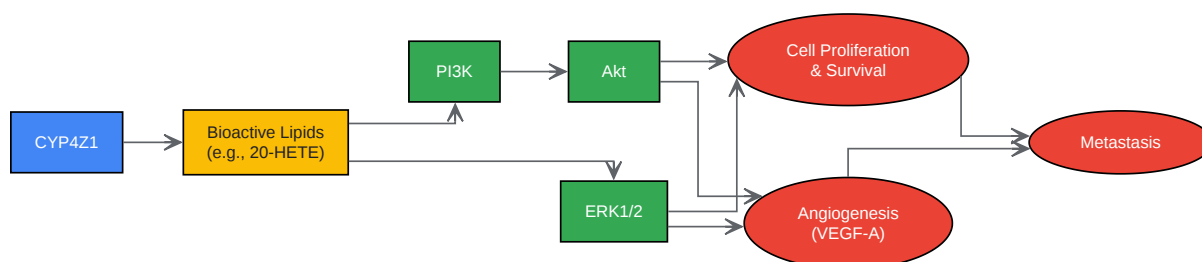 CYP4Z1
Bioactive Lipids
(e.g., 20-HETE)
PI3K
Akt
ERK1/2
Cell Proliferation
& Survival
Angiogenesis
(VEGF-A)
Metastasis